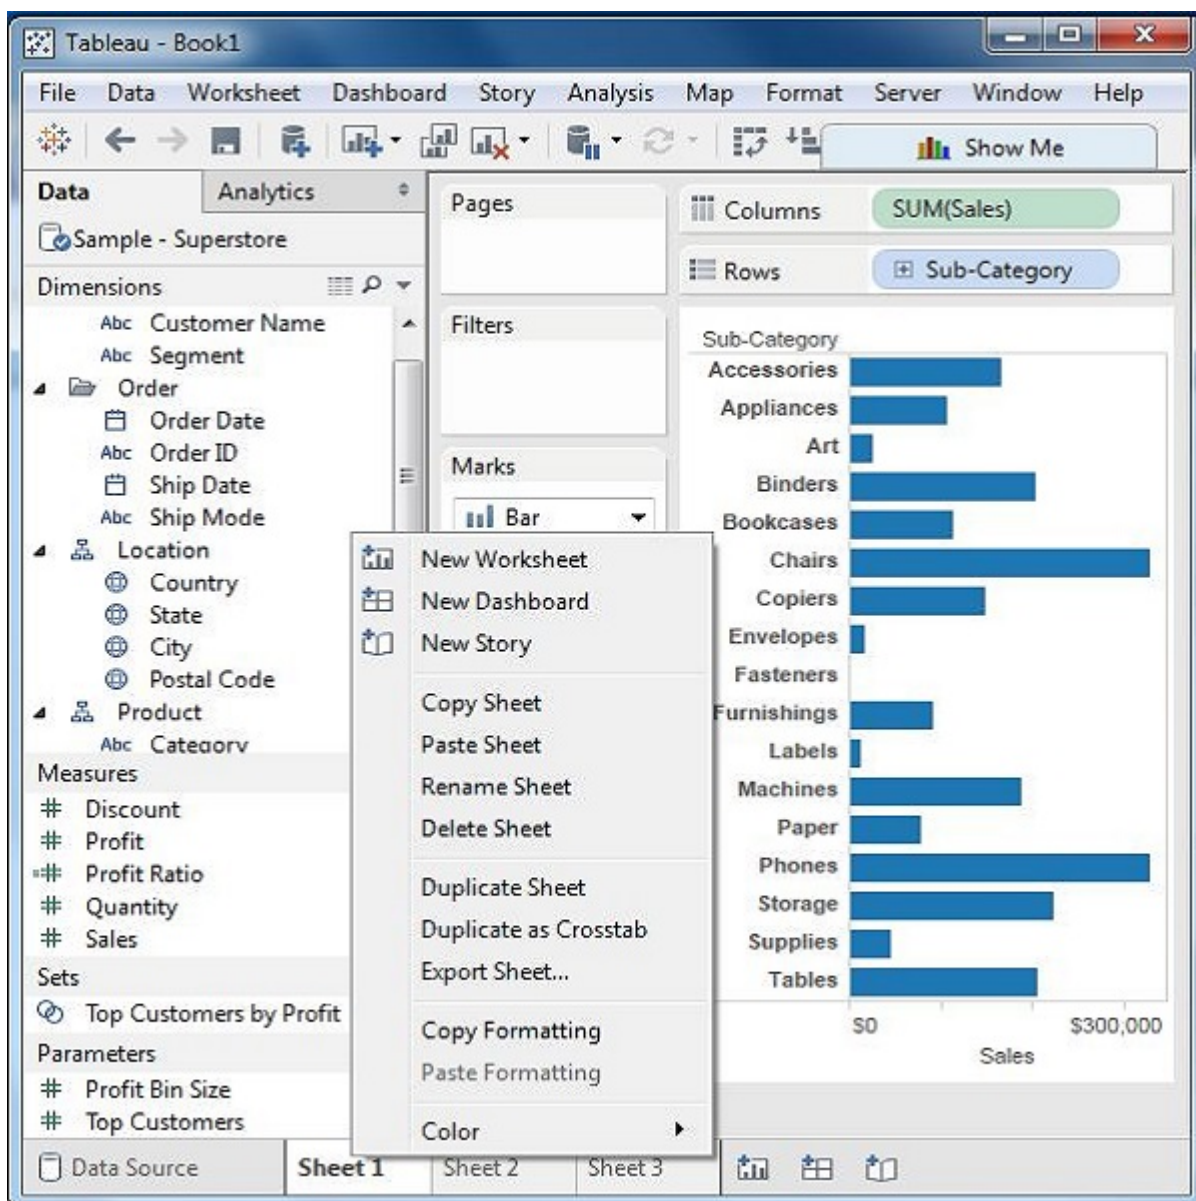 Tableau - Book1
File Data Worksheet Dashboard Story Analysis Map Format Server Window Help
Show Me
Data Analytics
Sample - Superstore
Dimensions
Abc Customer Name
Abc Segment
Order
Order Date
Abc Order ID
Ship Date
Abc Ship Mode
Location
Country
State
City
Postal Code
Product
Abc Category
Measures
# Discount
# Profit
=# Profit Ratio
# Quantity
# Sales
Sets
Top Customers by Profit
Parameters
# Profit Bin Size
# Top Customers
Pages
Filters
Marks
Bar
Columns SUM(Sales)
Rows Sub-Category
Sub-Category
Accessories
Appliances
Art
Binders
Bookcases
Chairs
Copiers
Envelopes
Fasteners
Furnishings
Labels
Machines
Paper
Phones
Storage
Supplies
Tables
$0 $300,000
Sales
New Worksheet
New Dashboard
New Story
Copy Sheet
Paste Sheet
Rename Sheet
Delete Sheet
Duplicate Sheet
Duplicate as Crosstab
Export Sheet...
Copy Formatting
Paste Formatting
Color
Data Source Sheet 1 Sheet 2 Sheet 3